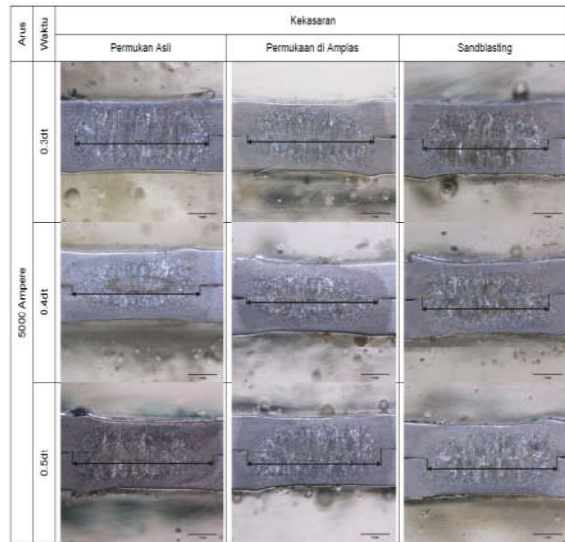 Arus
Waktu
Kekasaran
Permukan Asli
Permukaan di Amplas
Sandblasting
5000 Ampere
0.3dt
0.4dt
0.5dt